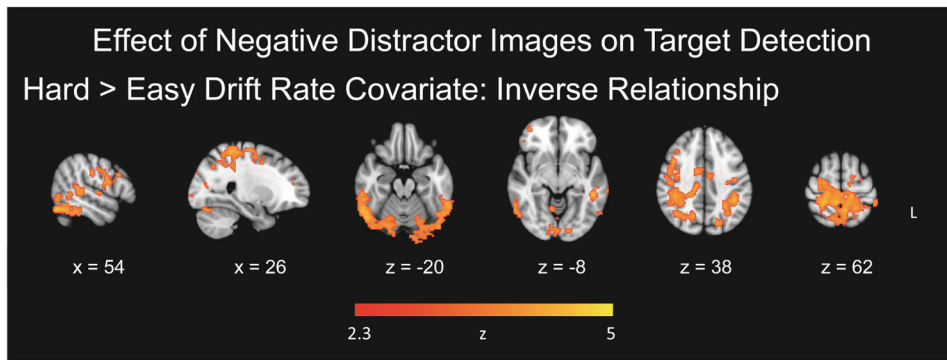 Effect of Negative Distractor Images on Target Detection
Hard > Easy Drift Rate Covariate: Inverse Relationship
L
x = 54 x = 26 z = -20 z = -8 z = 38 z = 62
2.3 z 5